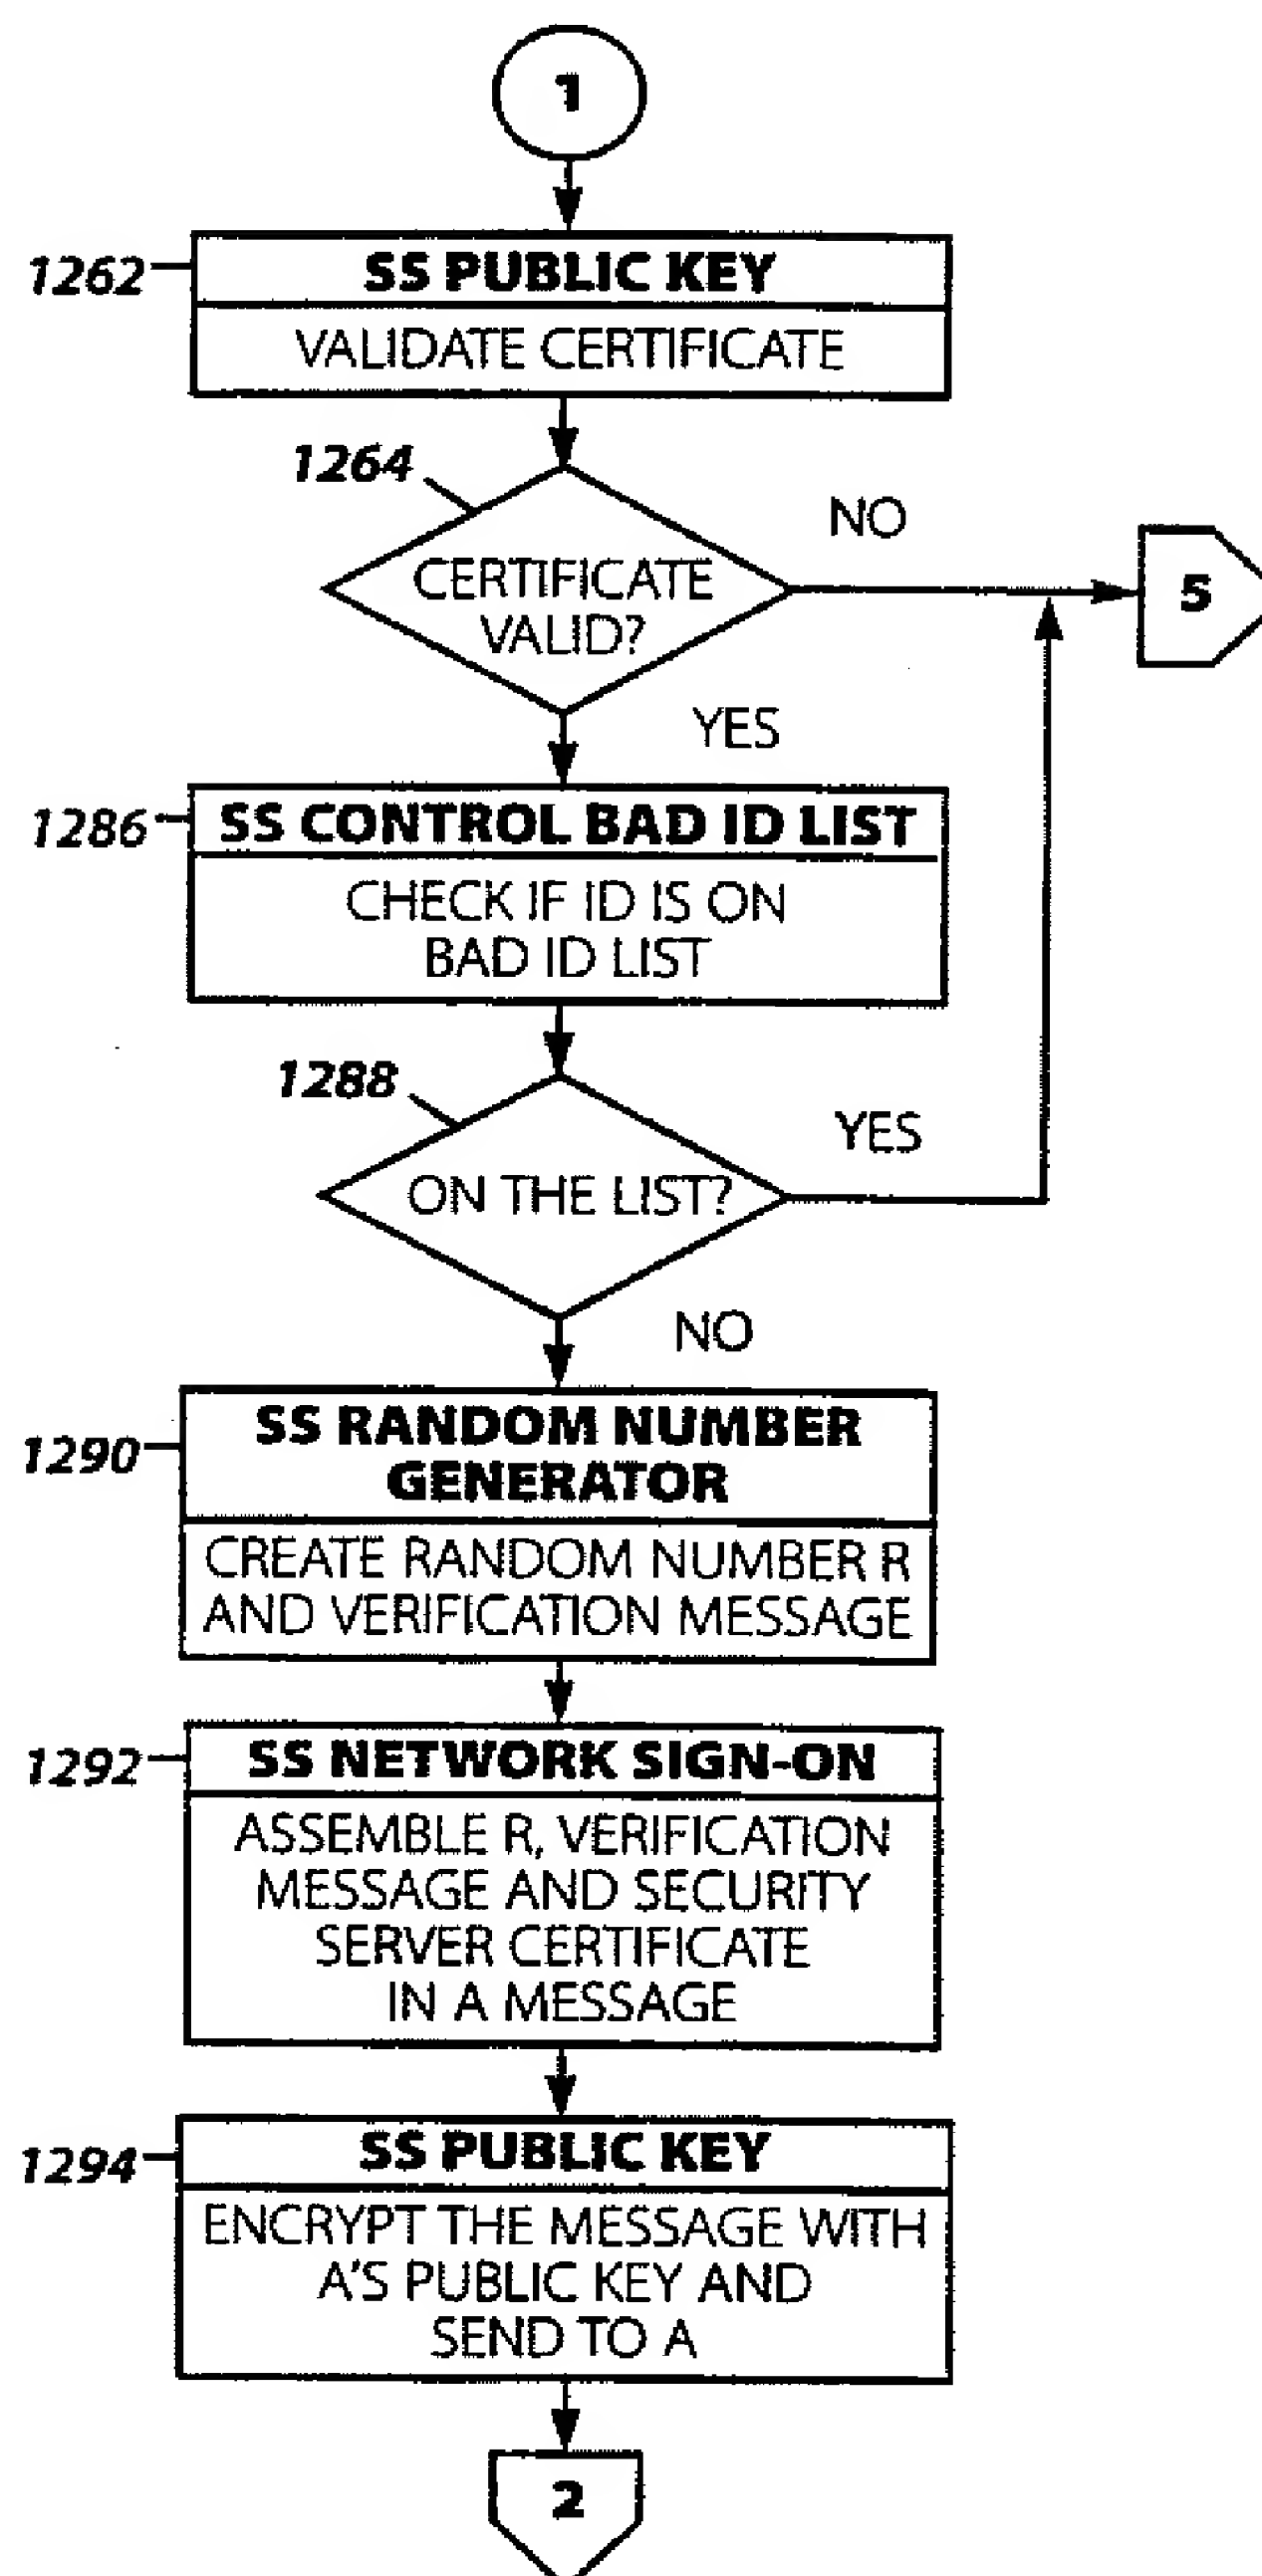 1
1262
SS PUBLIC KEY
VALIDATE CERTIFICATE
1264
NO
CERTIFICATE
VALID?
5
YES
1286
SS CONTROL BAD ID LIST
CHECK IF ID IS ON
BAD ID LIST
1288
YES
ON THE LIST?
NO
1290
SS RANDOM NUMBER
GENERATOR
CREATE RANDOM NUMBER R
AND VERIFICATION MESSAGE
1292
SS NETWORK SIGN-ON
ASSEMBLE R, VERIFICATION
MESSAGE AND SECURITY
SERVER CERTIFICATE
IN A MESSAGE
1294
SS PUBLIC KEY
ENCRYPT THE MESSAGE WITH
A'S PUBLIC KEY AND
SEND TO A
2